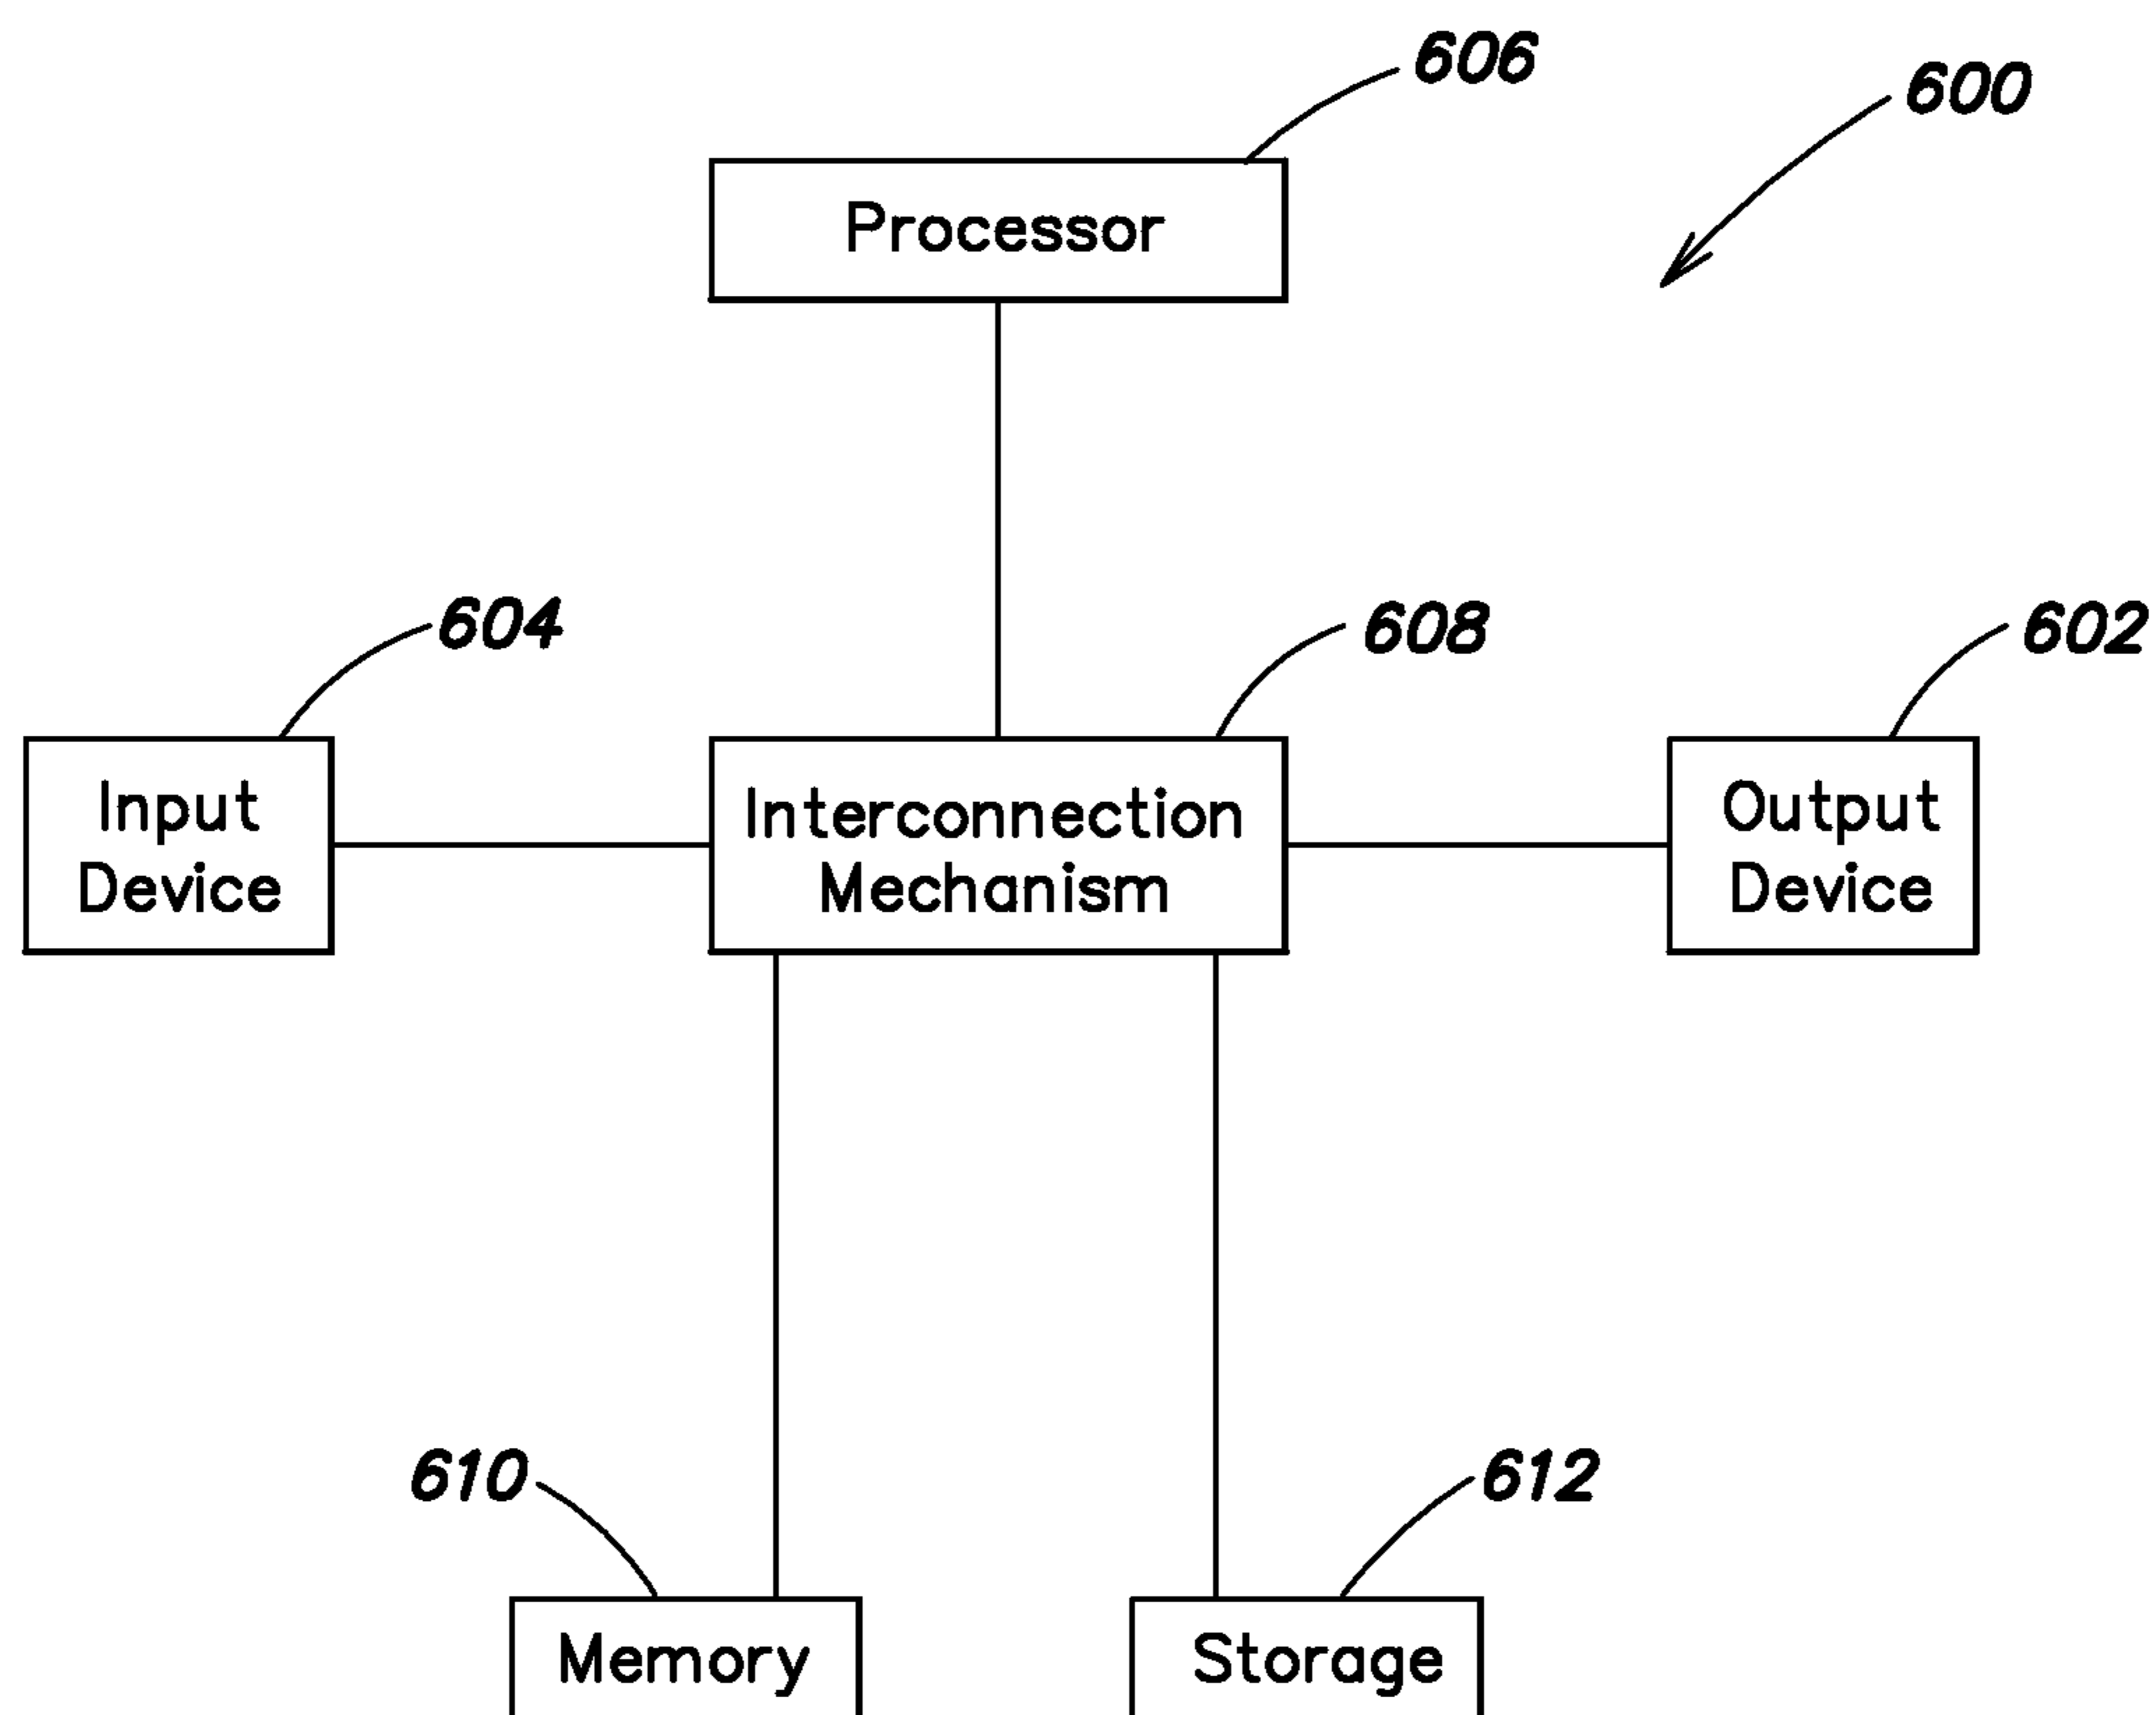 606
600
Processor
604
608
602
Input
Device
Interconnection
Mechanism
Output
Device
610
612
Memory
Storage